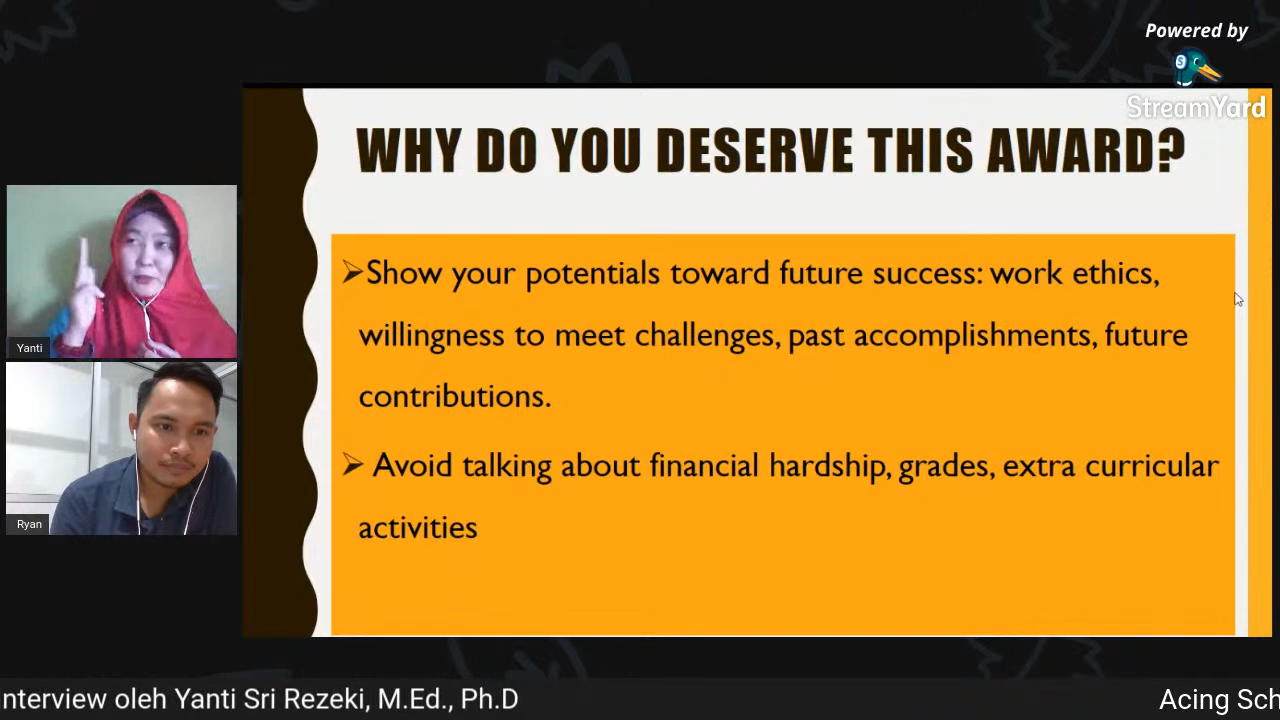 Powered by
StreamYard
WHY DO YOU DESERVE THIS AWARD?
➤Show your potentials toward future success: work ethics,
willingness to meet challenges, past accomplishments, future
contributions.
➤ Avoid talking about financial hardship, grades, extra curricular
activities
Yanti
Ryan
nterview oleh Yanti Sri Rezeki, M.Ed., Ph.D
Acing Sch